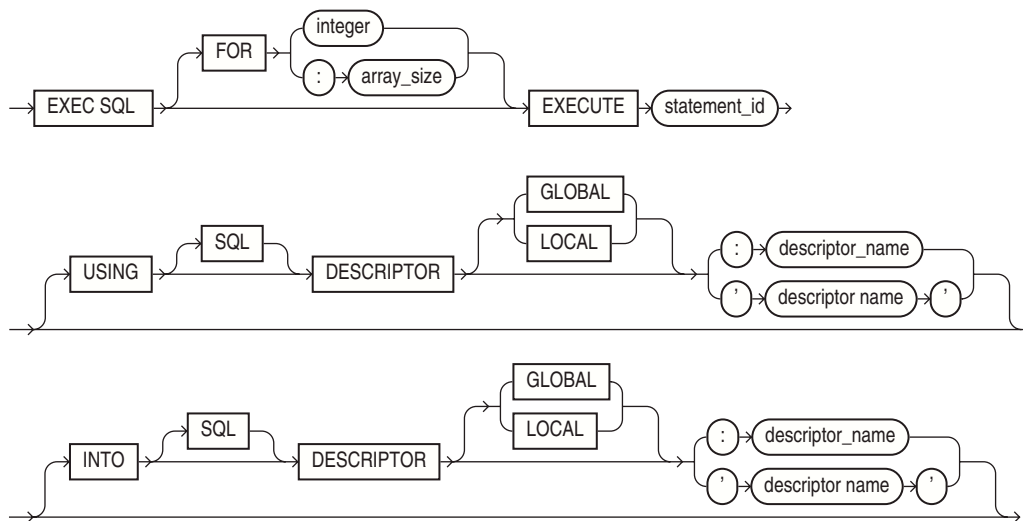 integer
FOR
: array_size
EXEC SQL EXECUTE statement_id
GLOBAL
SQL LOCAL : descriptor_name
USING DESCRIPTOR ' descriptor name '
GLOBAL
SQL LOCAL : descriptor_name
INTO DESCRIPTOR ' descriptor name '